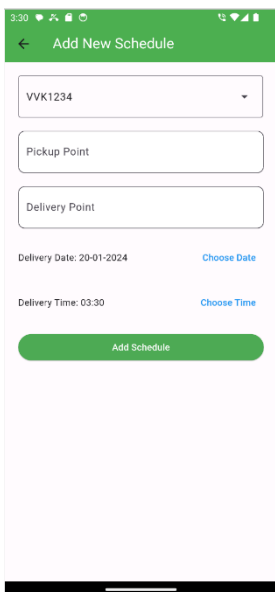 3:30
Add New Schedule
VVK1234
Pickup Point
Delivery Point
Delivery Date: 20-01-2024 Choose Date
Delivery Time: 03:30 Choose Time
Add Schedule